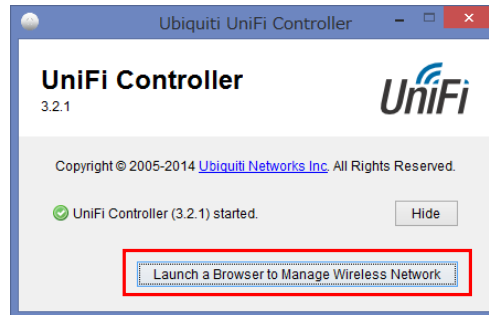 Ubiquiti UniFi Controller
UniFi Controller
3.2.1
UniFi
Copyright © 2005-2014 Ubiquiti Networks Inc. All Rights Reserved.
UniFi Controller (3.2.1) started.
Hide
Launch a Browser to Manage Wireless Network